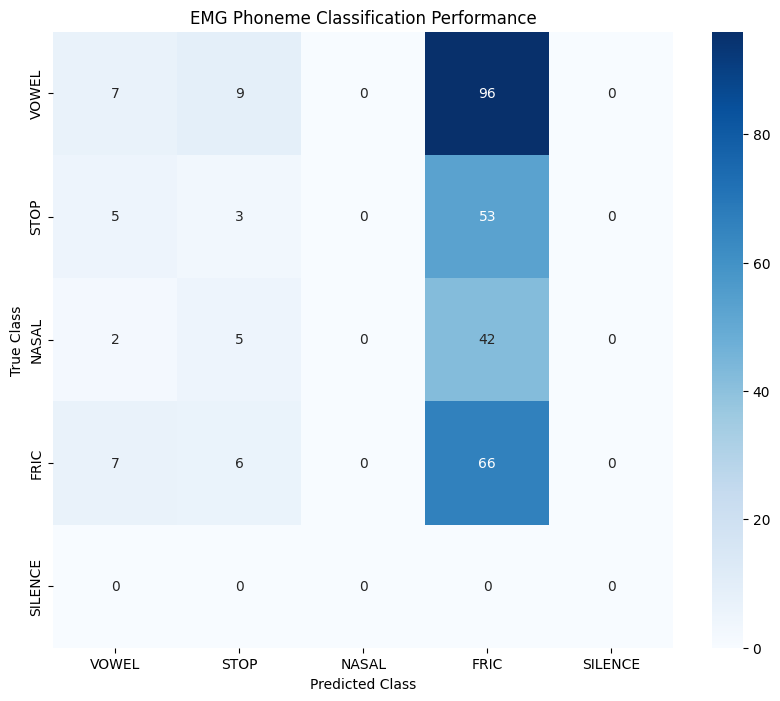 EMG Phoneme Classification Performance
VOWEL 7 9 0 96 0
STOP 5 3 0 53 0
NASAL 2 5 0 42 0
FRIC 7 6 0 66 0
SILENCE 0 0 0 0 0
True Class
VOWEL STOP NASAL FRIC SILENCE
Predicted Class
80
60
40
20
0